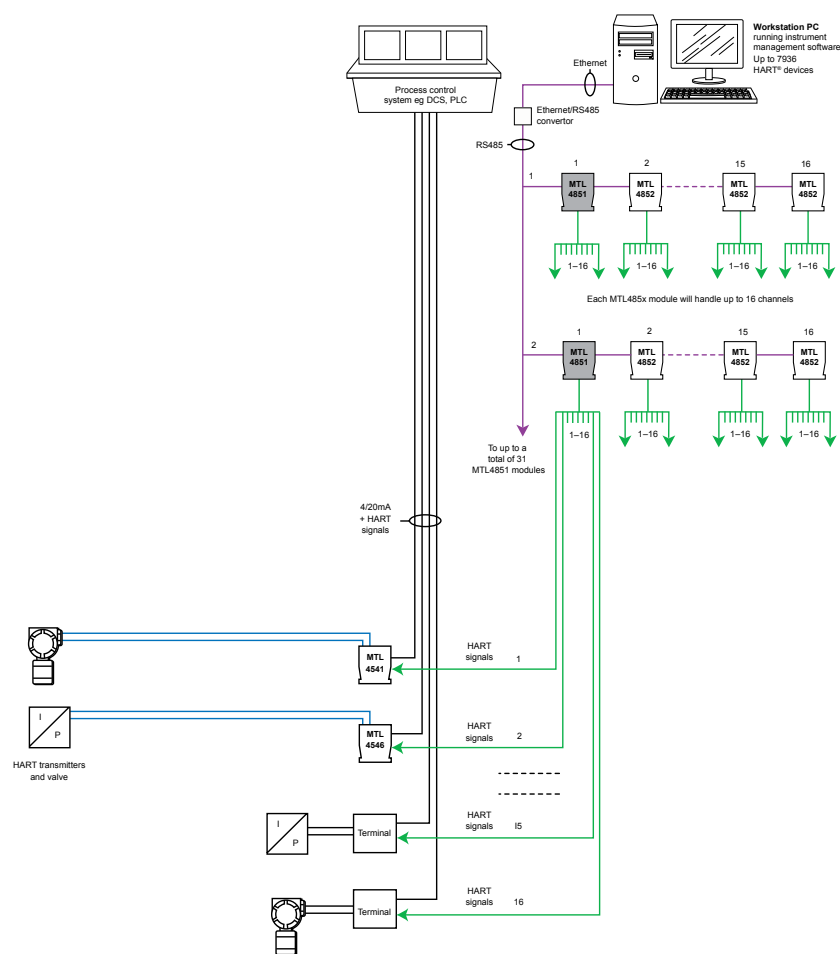 Workstation PC
running instrument
management software
Up to 7936
HART® devices
Ethernet
Process control
system eg DCS, PLC
Ethernet/RS485
convertor
RS485
1
1
2
15
16
MTL
4851
MTL
4852
MTL
4852
MTL
4852
1–16
1–16
1–16
1–16
Each MTL485x module will handle up to 16 channels
2
1
2
15
16
MTL
4851
MTL
4852
MTL
4852
MTL
4852
1–16
1–16
1–16
1–16
To up to a
total of 31
MTL4851 modules
4/20mA
+ HART
signals
MTL
4541
HART
signals
1
I
P
MTL
4546
HART
signals
2
HART transmitters
and valve
I
P
Terminal
HART
signals
I5
Terminal
HART
signals
16